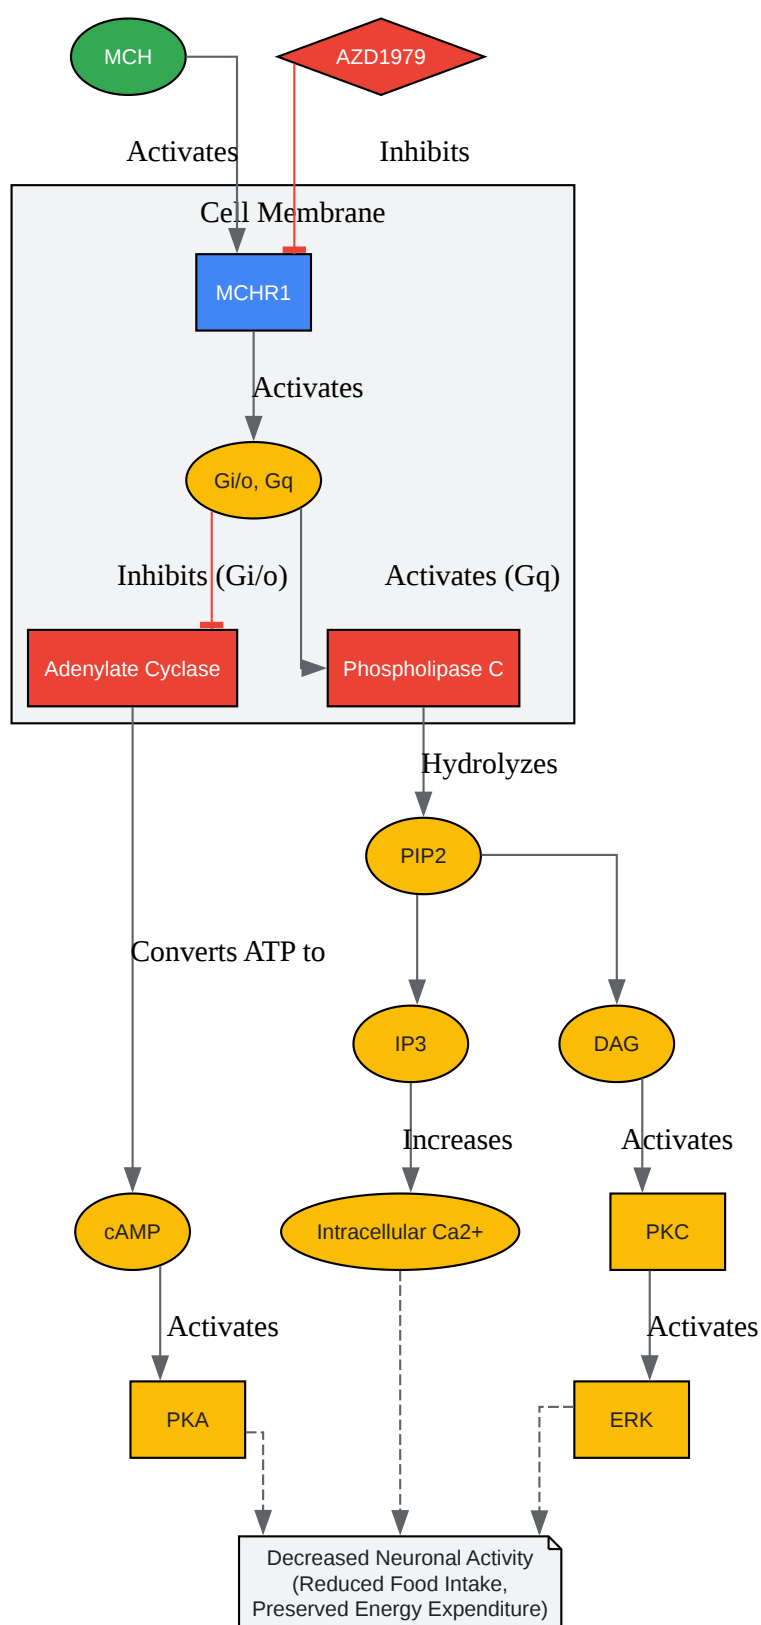 MCH
AZD1979
Activates
Inhibits
Cell Membrane
MCHR1
Activates
Gi/o, Gq
Inhibits (Gi/o)
Activates (Gq)
Adenylate Cyclase
Phospholipase C
Hydrolyzes
PIP2
Converts ATP to
IP3
DAG
Increases
Activates
cAMP
Intracellular Ca2+
PKC
Activates
Activates
PKA
ERK
Decreased Neuronal Activity
(Reduced Food Intake,
Preserved Energy Expenditure)